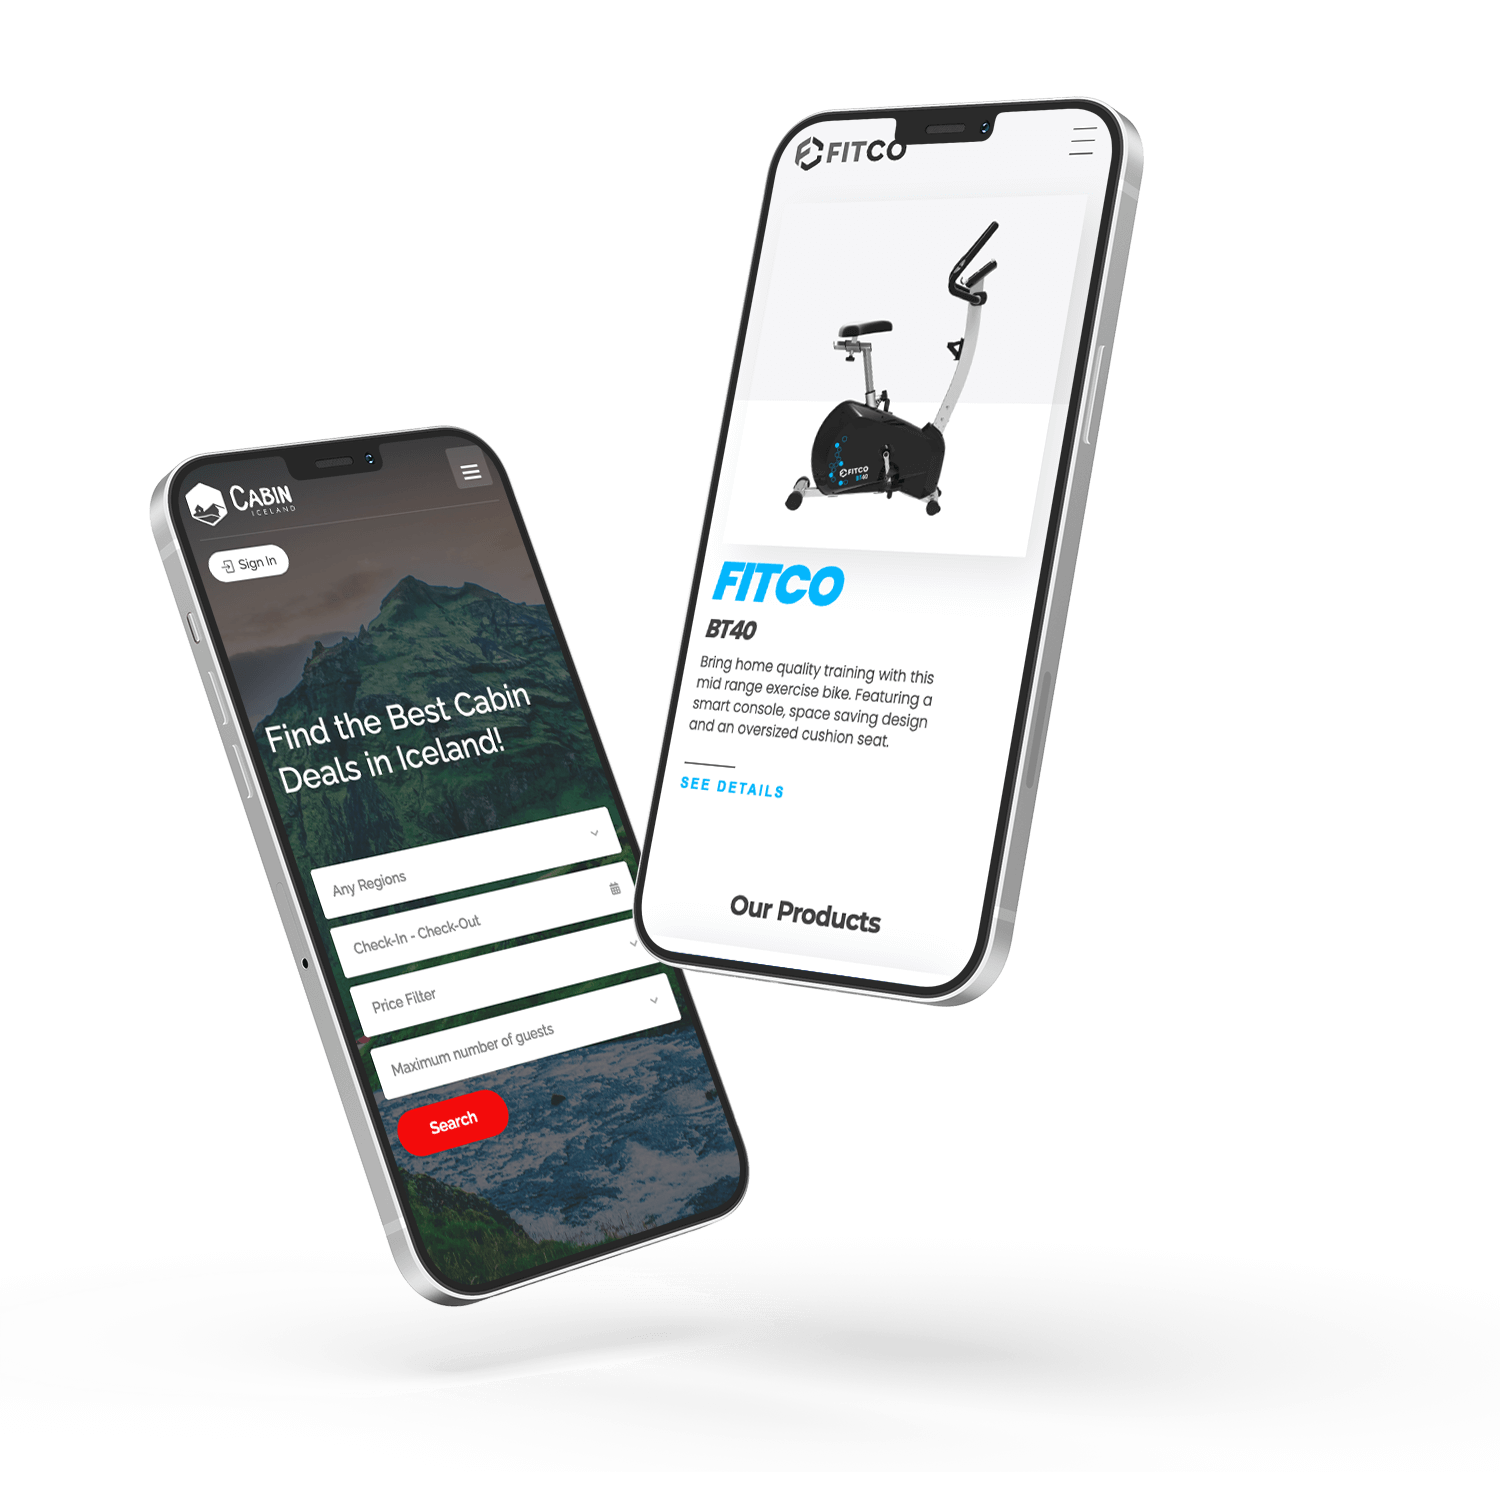 CABIN
ICELAND
Sign In
Find the Best Cabin
Deals in Iceland!
Any Regions
Check-In - Check-Out
Price Filter
Maximum number of guests
Search
FITCO
FITCO
BT40
FITCO
BT40
Bring home quality training with this
mid range exercise bike. Featuring a
smart console, space saving design
and an oversized cushion seat.
SEE DETAILS
Our Products